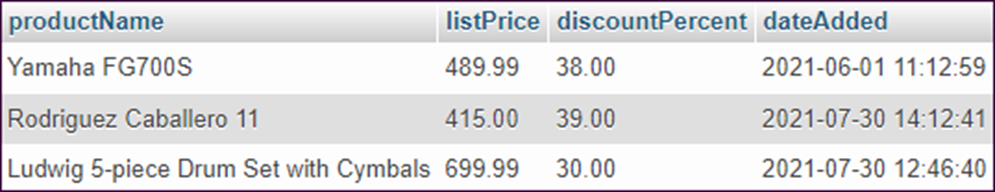 productName listPrice discountPercent dateAdded
Yamaha FG700S 489.99 38.00 2021-06-01 11:12:59
Rodriguez Caballero 11 415.00 39.00 2021-07-30 14:12:41
Ludwig 5-piece Drum Set with Cymbals 699.99 30.00 2021-07-30 12:46:40